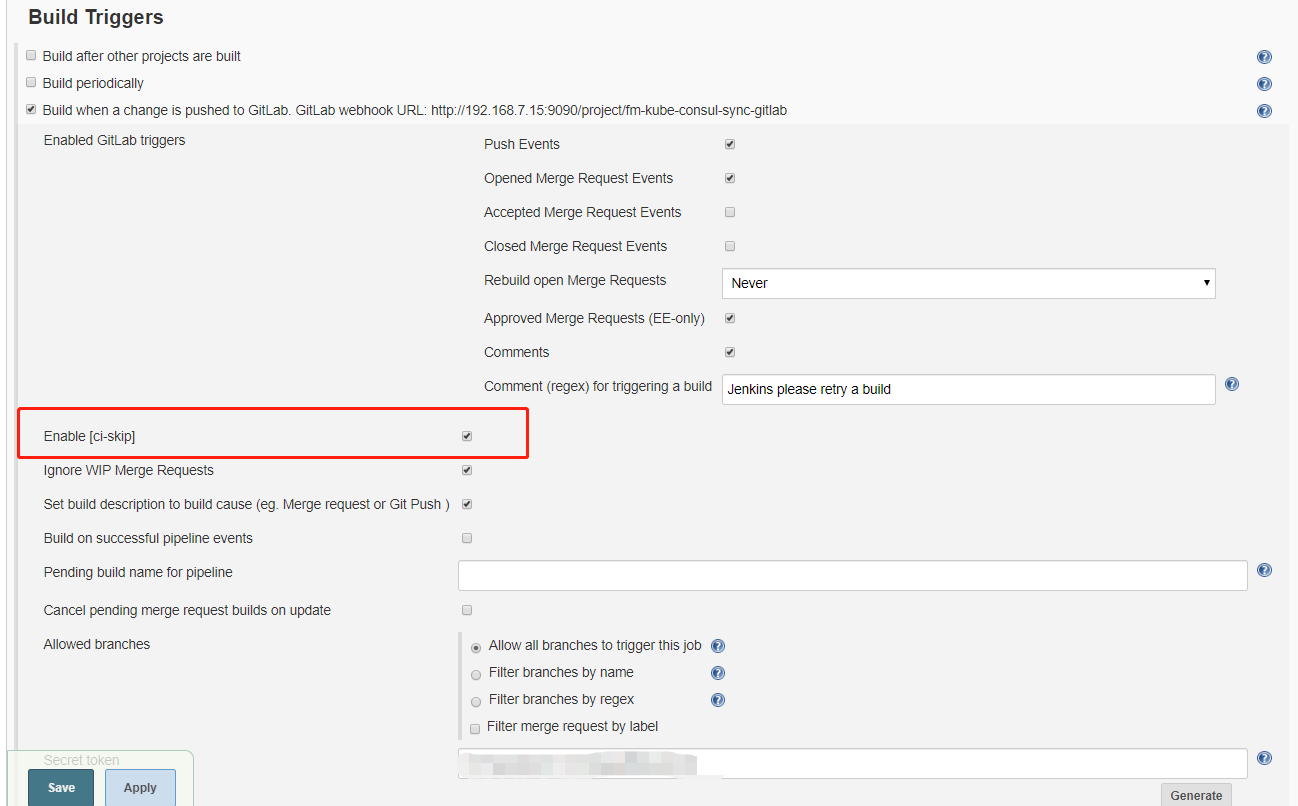 Build Triggers
Build after other projects are built
Build periodically
Build when a change is pushed to GitLab. GitLab webhook URL: http://192.168.7.15:9090/project/fm-kube-consul-sync-gitlab
Enabled GitLab triggers
Push Events
Opened Merge Request Events
Accepted Merge Request Events
Closed Merge Request Events
Rebuild open Merge Requests Never
Approved Merge Requests (EE-only)
Comments
Comment (regex) for triggering a build Jenkins please retry a build
Enable [ci-skip]
Ignore WIP Merge Requests
Set build description to build cause (eg. Merge request or Git Push )
Build on successful pipeline events
Pending build name for pipeline
Cancel pending merge request builds on update
Allowed branches
Allow all branches to trigger this job
Filter branches by name
Filter branches by regex
Filter merge request by label
Secret token
Save Apply
Generate